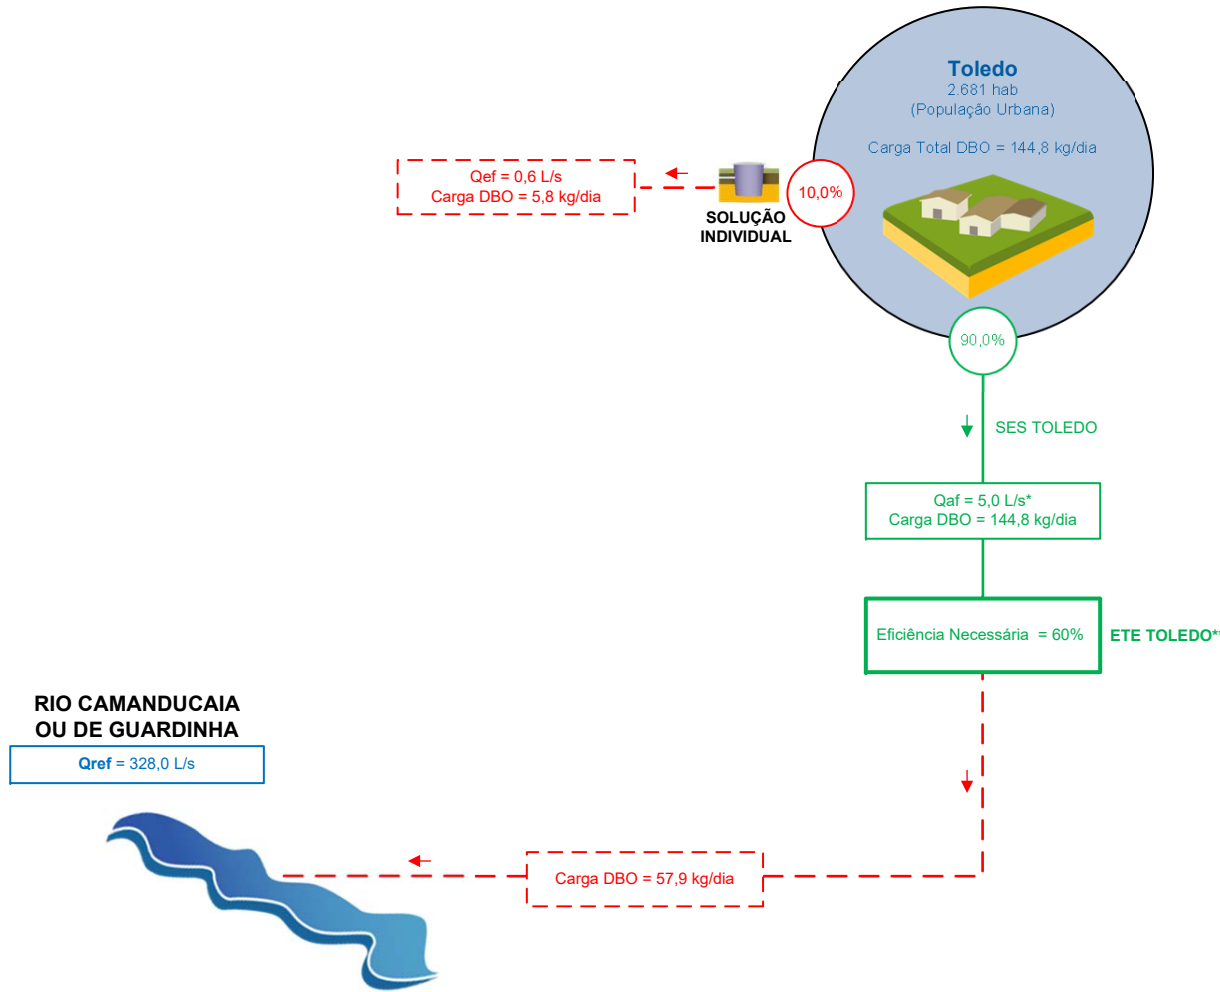 Toledo
2.681 hab
(População Urbana)
Carga Total DBO = 144,8 kg/dia
10,0%
SOLUÇÃO
INDIVIDUAL
Qef = 0,6 L/s
Carga DBO = 5,8 kg/dia
90,0%
SES TOLEDO
Qaf = 5,0 L/s*
Carga DBO = 144,8 kg/dia
Eficiência Necessária = 60%
ETE TOLEDO**
RIO CAMANDUCAIA
OU DE GUARDINHA
Qref = 328,0 L/s
Carga DBO = 57,9 kg/dia